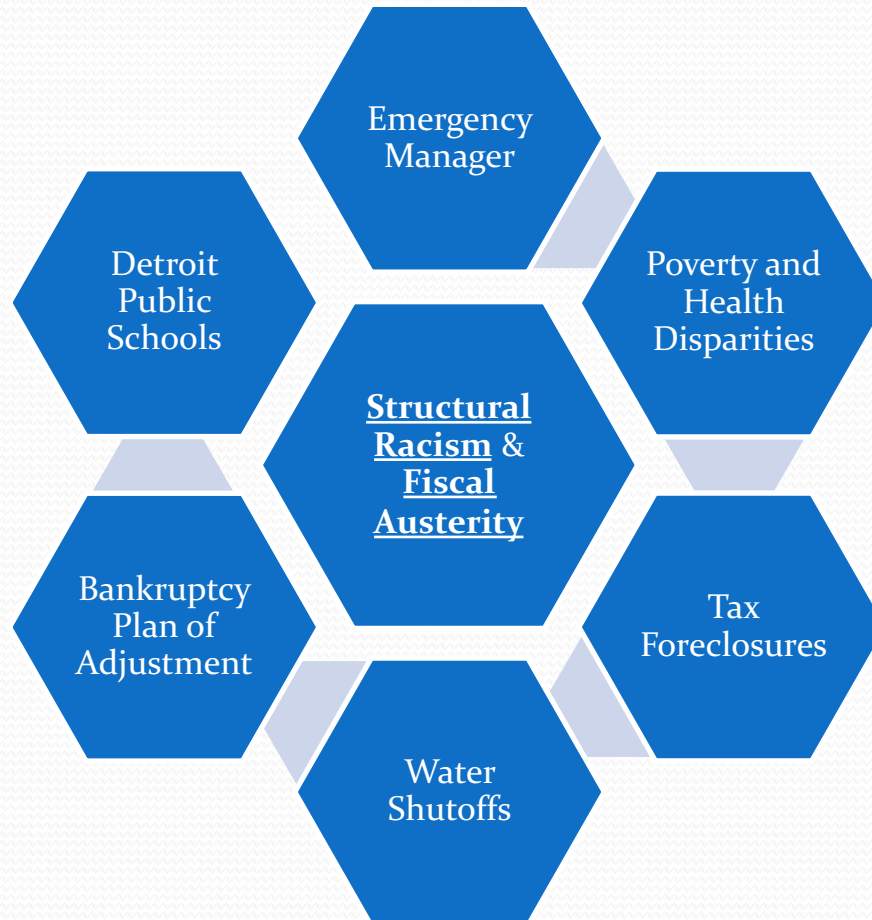 Emergency
Manager
Detroit
Public
Schools
Poverty and
Health
Disparities
Structural
Racism &
Fiscal
Austerity
Bankruptcy
Plan of
Adjustment
Tax
Foreclosures
Water
Shutoffs